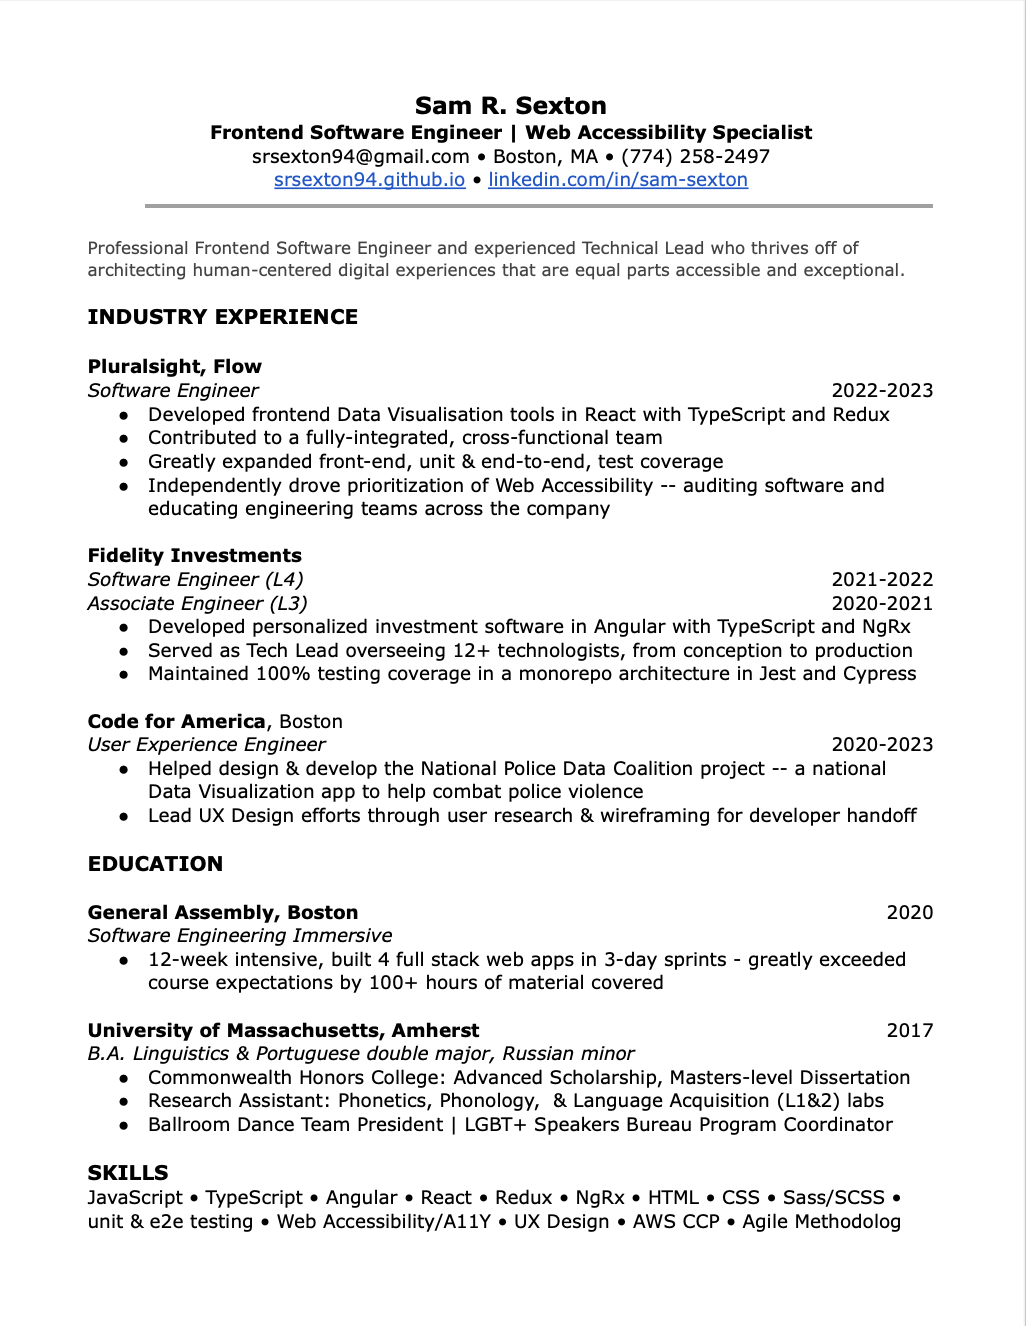 Sam R. Sexton
Frontend Software Engineer | Web Accessibility Specialist
srsexton94@gmail.com • Boston, MA • (774) 258-2497
srsexton94.github.io • linkedin.com/in/sam-sexton
Professional Frontend Software Engineer and experienced Technical Lead who thrives off of
architecting human-centered digital experiences that are equal parts accessible and exceptional.
INDUSTRY EXPERIENCE
Pluralsight, Flow
Software Engineer 2022-2023
● Developed frontend Data Visualisation tools in React with TypeScript and Redux
● Contributed to a fully-integrated, cross-functional team
● Greatly expanded front-end, unit & end-to-end, test coverage
● Independently drove prioritization of Web Accessibility -- auditing software and
educating engineering teams across the company
Fidelity Investments
Software Engineer (L4) 2021-2022
Associate Engineer (L3) 2020-2021
● Developed personalized investment software in Angular with TypeScript and NgRx
● Served as Tech Lead overseeing 12+ technologists, from conception to production
● Maintained 100% testing coverage in a monorepo architecture in Jest and Cypress
Code for America, Boston
User Experience Engineer 2020-2023
● Helped design & develop the National Police Data Coalition project -- a national
Data Visualization app to help combat police violence
● Lead UX Design efforts through user research & wireframing for developer handoff
EDUCATION
General Assembly, Boston 2020
Software Engineering Immersive
● 12-week intensive, built 4 full stack web apps in 3-day sprints - greatly exceeded
course expectations by 100+ hours of material covered
University of Massachusetts, Amherst 2017
B.A. Linguistics & Portuguese double major, Russian minor
● Commonwealth Honors College: Advanced Scholarship, Masters-level Dissertation
● Research Assistant: Phonetics, Phonology,  & Language Acquisition (L1&2) labs
● Ballroom Dance Team President | LGBT+ Speakers Bureau Program Coordinator
SKILLS
JavaScript • TypeScript • Angular • React • Redux • NgRx • HTML • CSS • Sass/SCSS •
unit & e2e testing • Web Accessibility/A11Y • UX Design • AWS CCP • Agile Methodolog